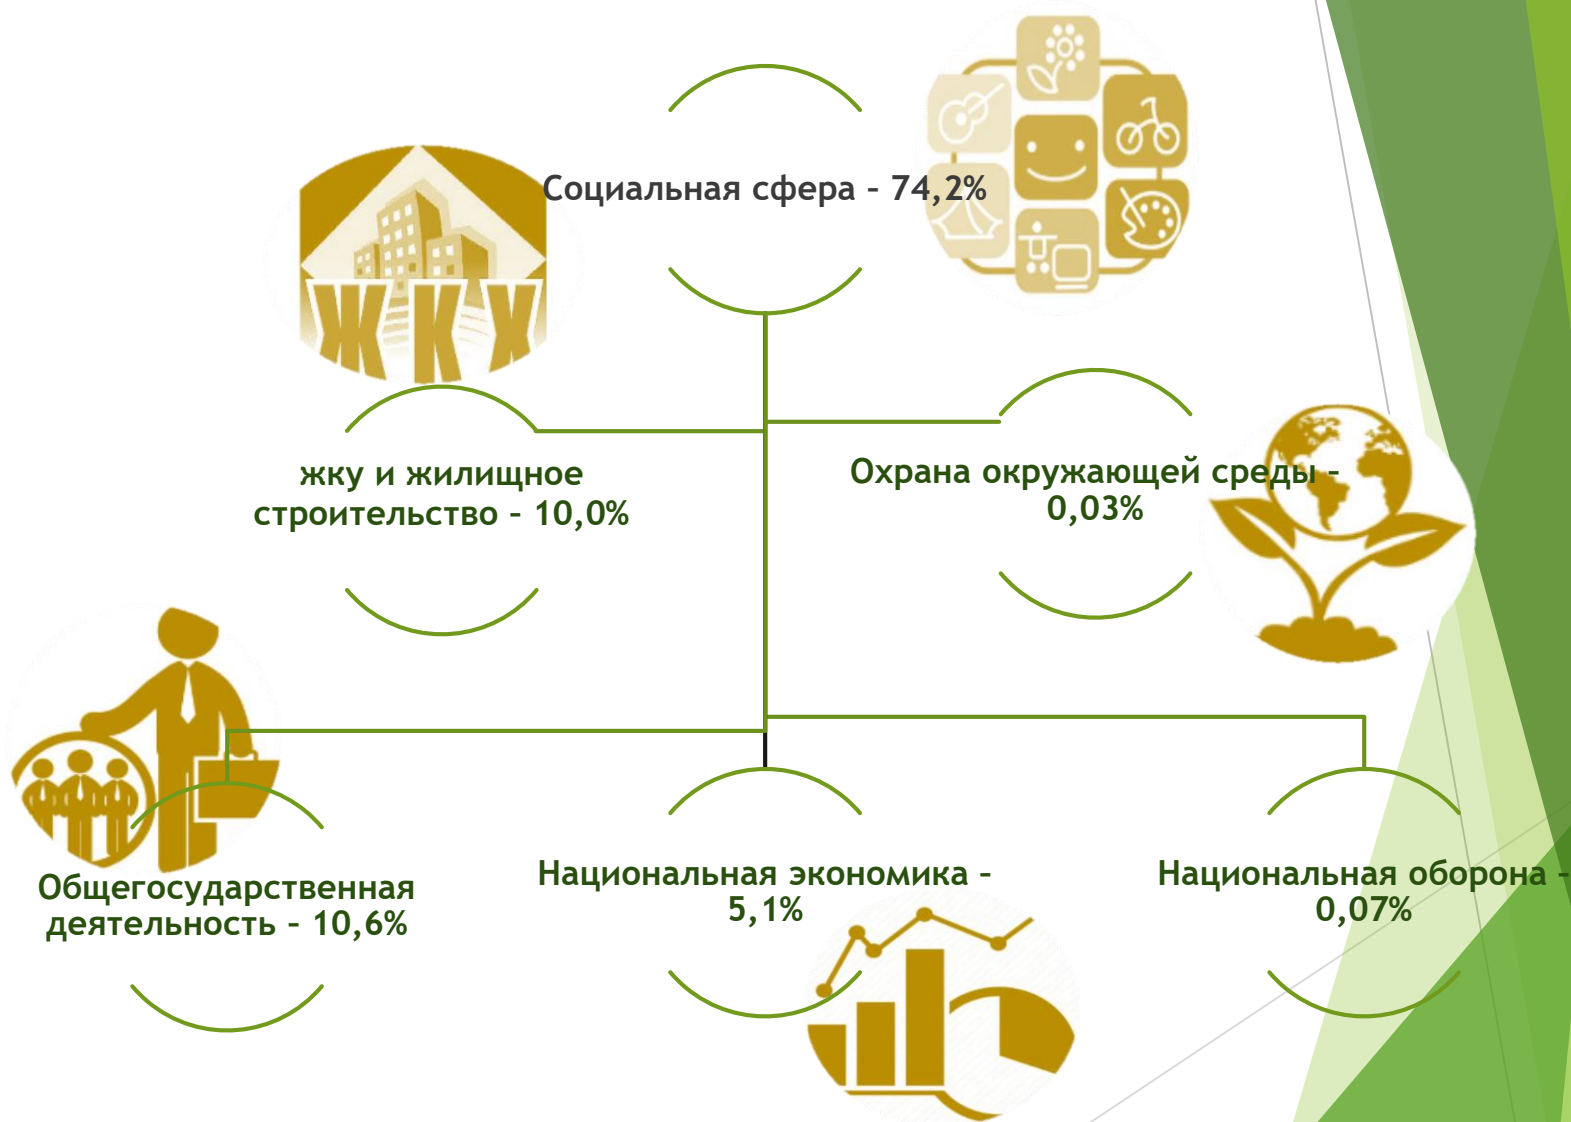 Социальная сфера – 74,2%
ЖКХ
жку и жилищное
строительство – 10,0%
Охрана окружающей среды –
0,03%
Общегосударственная
деятельность – 10,6%
Национальная экономика –
5,1%
Национальная оборона –
0,07%